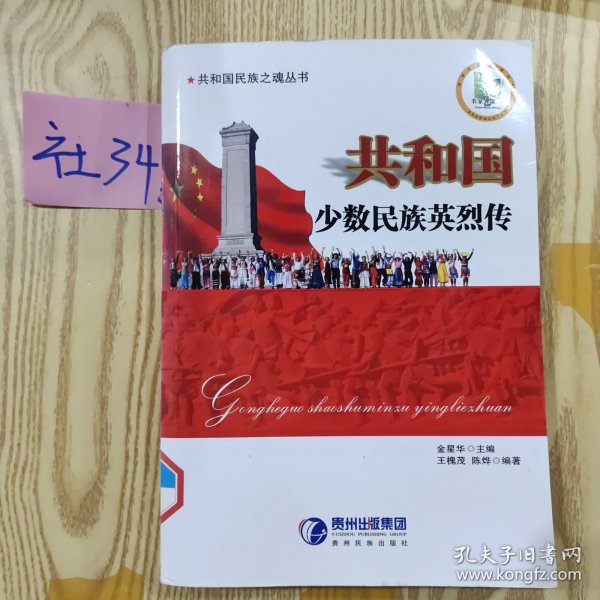 ★共和国民族之魂丛书
社34
共和国
少数民族英烈传
Gongheguo shaoshuminzu yingliezhuan
金星华◎主编
王槐茂 陈烨◎编著
贵州出版集团
GUIZHOU PUBLISHING GROUP
贵州民族出版社
孔夫子旧书网
www.kongfz.com